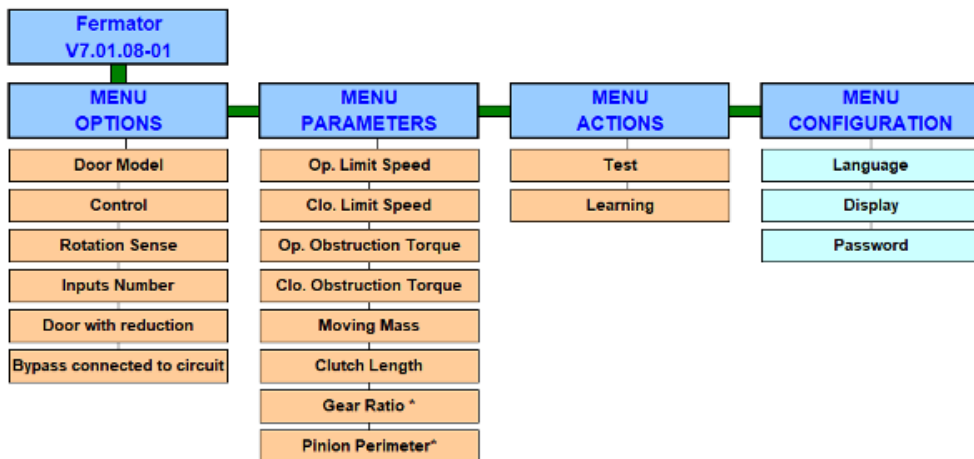 Fermator
V7.01.08-01
MENU
OPTIONS
Door Model
Control
Rotation Sense
Inputs Number
Door with reduction
Bypass connected to circuit
MENU
PARAMETERS
Op. Limit Speed
Clo. Limit Speed
Op. Obstruction Torque
Clo. Obstruction Torque
Moving Mass
Clutch Length
Gear Ratio *
Pinion Perimeter*
MENU
ACTIONS
Test
Learning
MENU
CONFIGURATION
Language
Display
Password